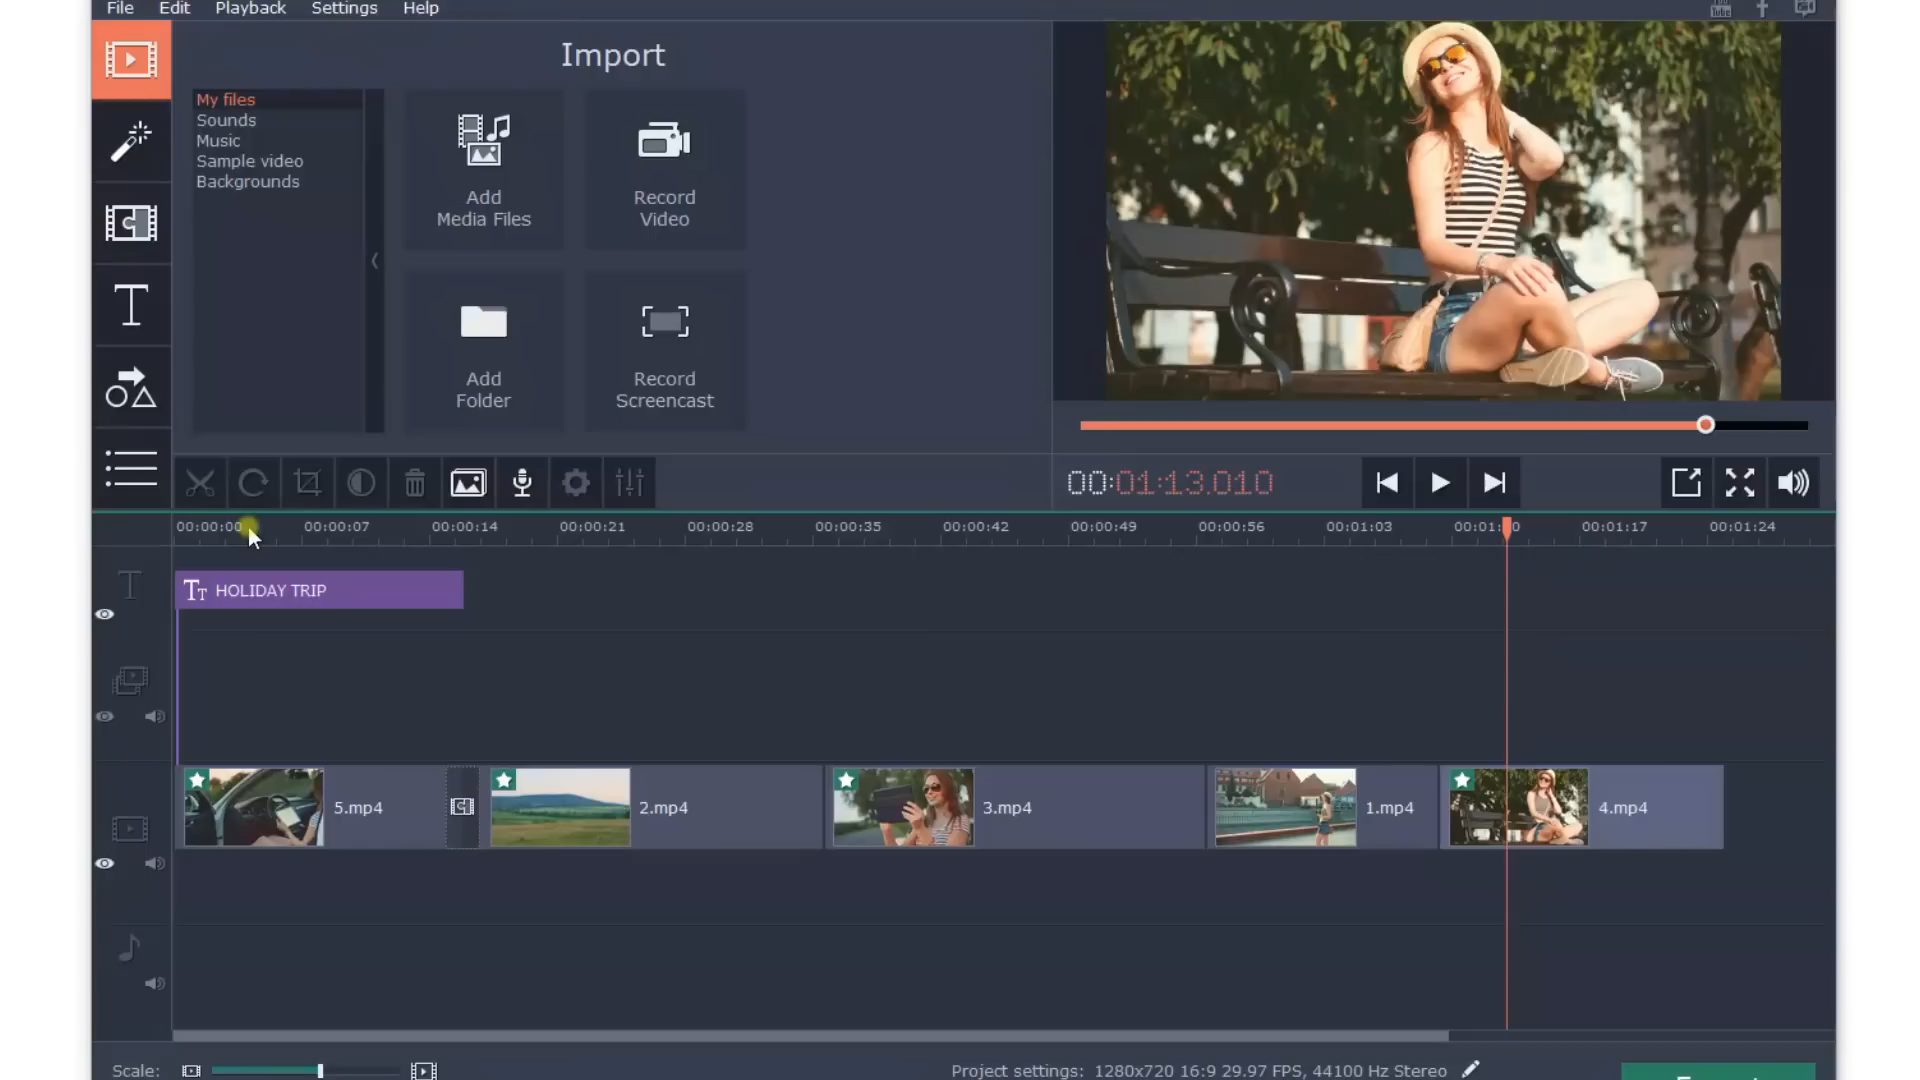 File Edit Playback Settings Help
Import
My files
Sounds
Music
Sample video
Backgrounds
Add
Media Files
Record
Video
Add
Folder
Record
Screencast
00:01:13.010
00:00:00 00:00:07 00:00:14 00:00:21 00:00:28 00:00:35 00:00:42 00:00:49 00:00:56 00:01:03 00:01:17 00:01:24
HOLIDAY TRIP
5.mp4 2.mp4 3.mp4 1.mp4 4.mp4
Scale:
Project settings: 1280x720 16:9 29.97 FPS, 44100 Hz Stereo